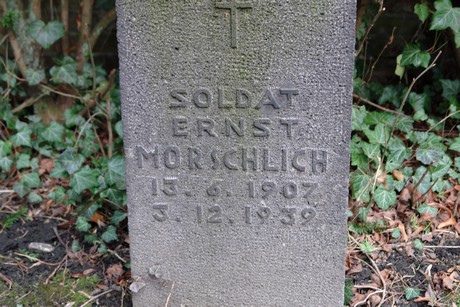 SOLDAT
ERNST
MORSCHLICH
13. 6. 1907
3. 12. 1939